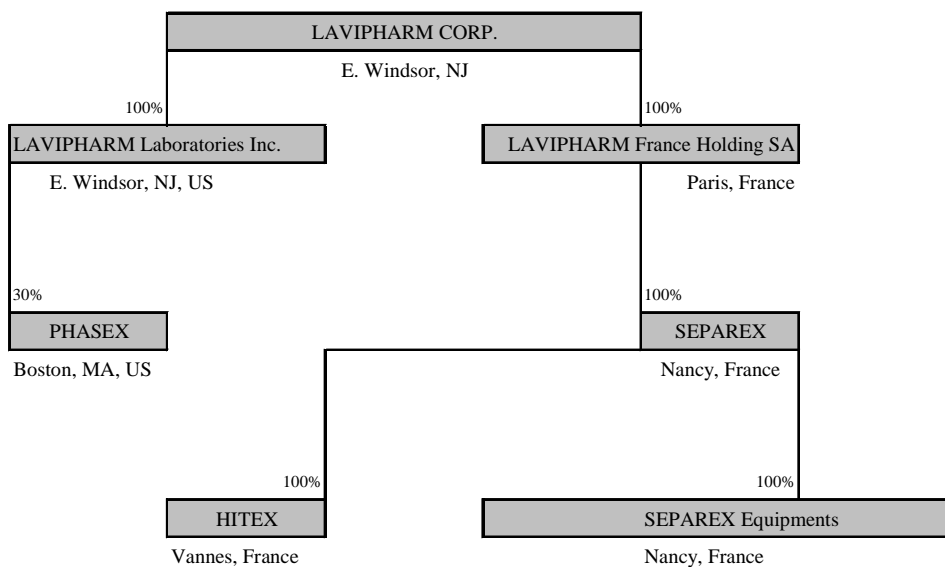 LAVIPHARM CORP.
E. Windsor, NJ
100%
100%
LAVIPHARM Laboratories Inc.
LAVIPHARM France Holding SA
E. Windsor, NJ, US
Paris, France
30%
100%
PHASEX
SEPAREX
Boston, MA, US
Nancy, France
100%
100%
HITEX
SEPAREX Equipments
Vannes, France
Nancy, France